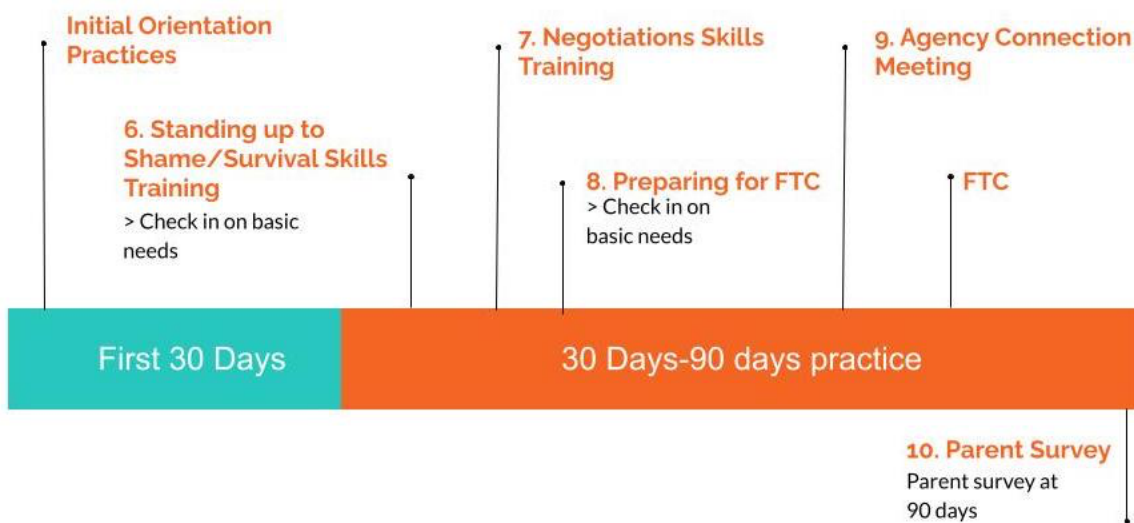 Initial Orientation
Practices
6. Standing up to
Shame/Survival Skills
Training
> Check in on basic
needs
7. Negotiations Skills
Training
8. Preparing for FTC
> Check in on
basic needs
9. Agency Connection
Meeting
FTC
First 30 Days
30 Days-90 days practice
10. Parent Survey
Parent survey at
90 days